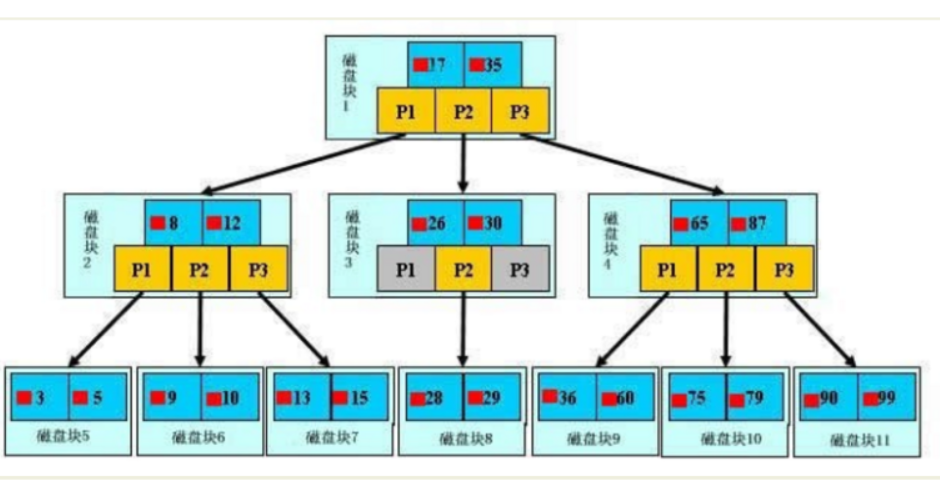 磁盘块1
17 35
P1 P2 P3
磁盘块2
8 12
P1 P2 P3
磁盘块3
26 30
P1 P2 P3
磁盘块4
65 87
P1 P2 P3
3 5
磁盘块5
9 10
磁盘块6
13 15
磁盘块7
28 29
磁盘块8
36 60
磁盘块9
75 79
磁盘块10
90 99
磁盘块11